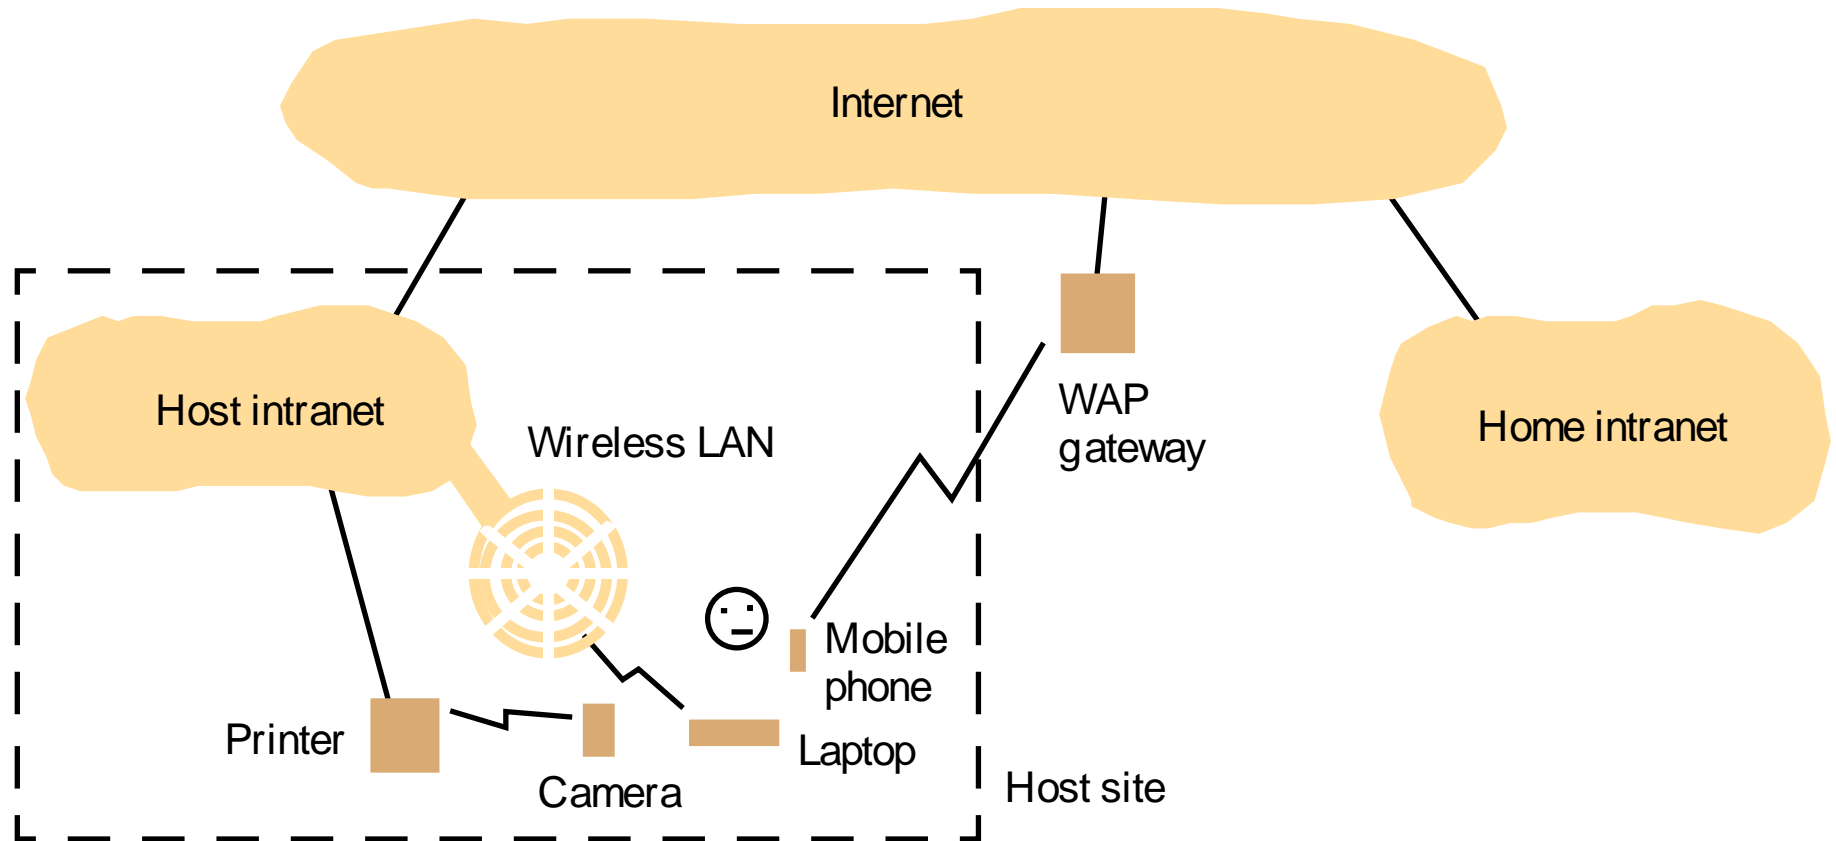 Internet
Host intranet
Wireless LAN
WAP
gateway
Home intranet
Mobile
phone
Printer
Laptop
Camera
Host site